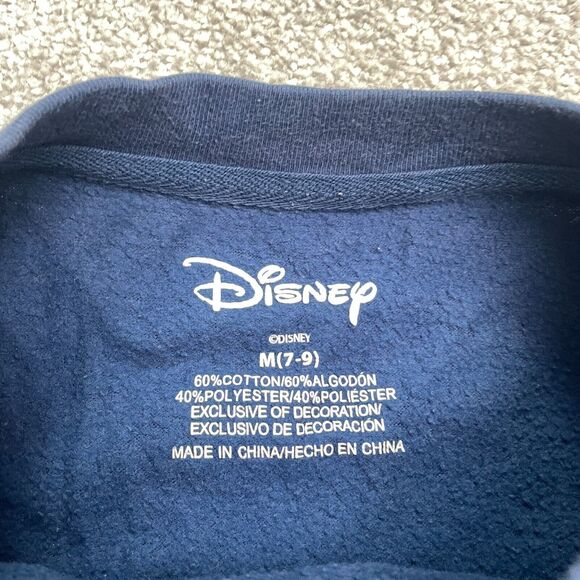 Disney
©DISNEY
M(7-9)
60%COTTON/60%ALGODÓN
40%POLYESTER/40%POLIÉSTER
EXCLUSIVE OF DECORATION/
EXCLUSIVO DE DECORACIÓN
MADE IN CHINA/HECHO EN CHINA